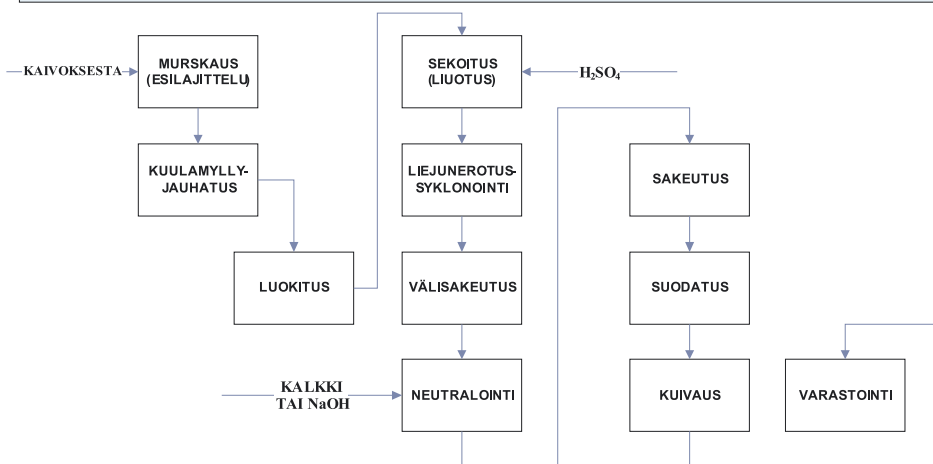 KAIVOKSESTA
MURSKAUS
(ESILAJITTELU)
KUULAMYLLY-
JAUHATUS
LUOKITUS
SEKOITUS
(LIUOTUS)
H₂SO₄
LIEJUNEROTUS-
SYKLONOINTI
VÄLISAKEUTUS
KALKKI
TAI NaOH
NEUTRALOINTI
SAKEUTUS
SUODATUS
KUIVAUS
VARASTOINTI